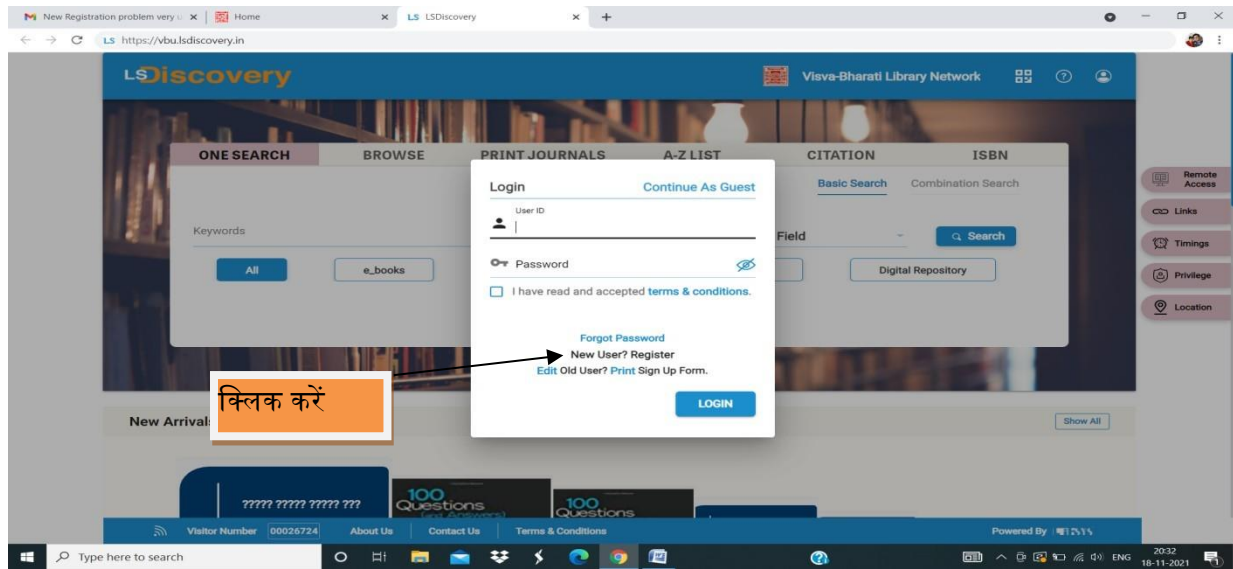 New Registration problem very u
Home
LS LSDiscovery
LS https://vbu.lsdiscovery.in
LSDiscovery
Visva-Bharati Library Network
ONE SEARCH BROWSE PRINT JOURNALS A-Z LIST CITATION ISBN
Login Continue As Guest
Basic Search Combination Search
Remote Access
Links
User ID
Keywords
Field
Search
Timings
Password
All e_books Digital Repository
Privilege
I have read and accepted terms & conditions.
Location
Forgot Password
New User? Register
Edit Old User? Print Sign Up Form.
क्लिक करें
LOGIN
New Arrival
Show All
????? ????? ????? ???
100 Questions
(and Answers)
100
Questions
Visitor Number 00026724 About Us Contact Us Terms & Conditions
Powered By
Type here to search
ENG
20:32
18-11-2021